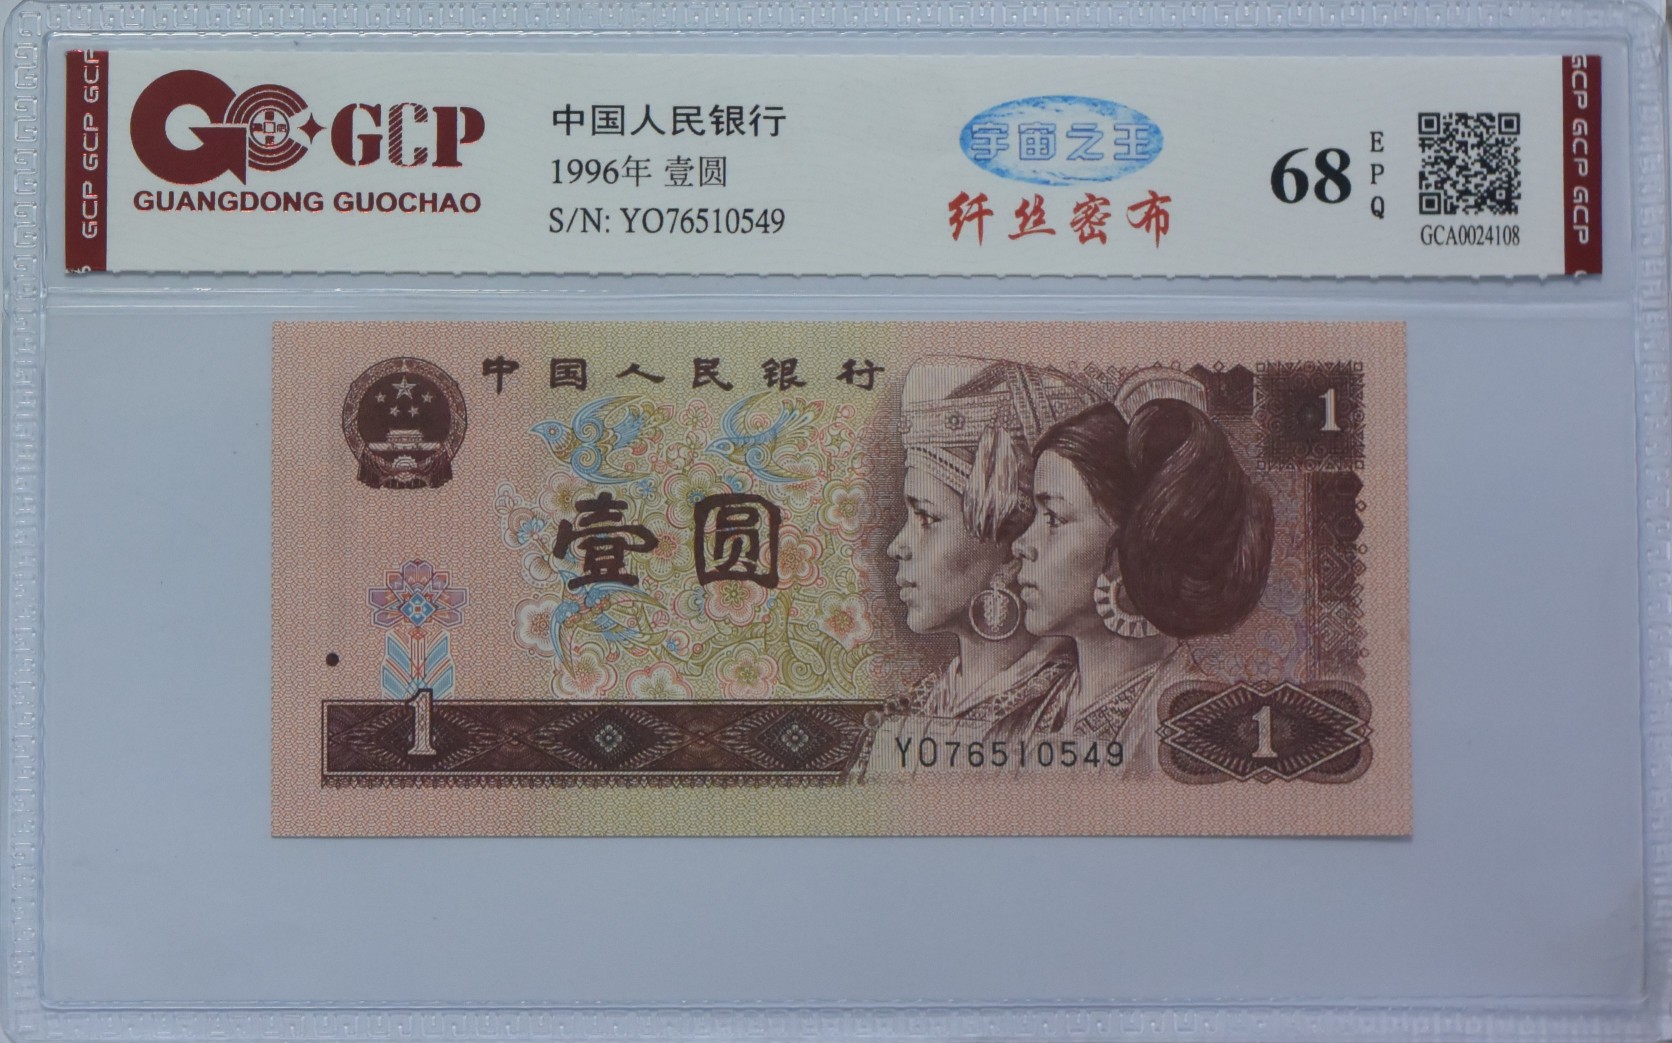 GCP GCP GCP
GCP
GUANGDONG GUOCHAO
中国人民银行
1996年 壹圆
S/N: YO76510549
宇宙之王
纤丝密布
68
E
P
Q
GCA0024108
GCP GCP GCP
中国人民银行
1
壹圆
1
YO76510549
1